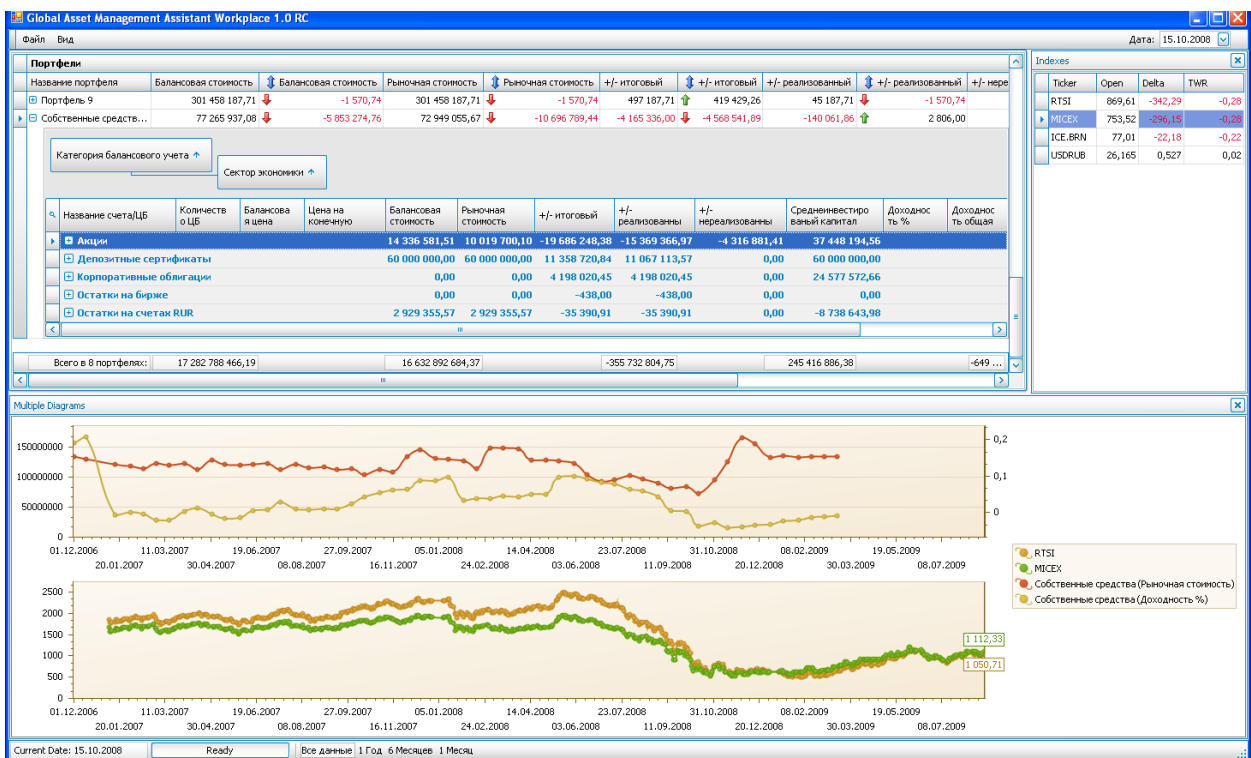 Global Asset Management Assistant Workplace 1.0 RC
Файл Вид Дата: 15.10.2008
Портфели
Название портфеля Балансовая стоимость Балансовая стоимость Рыночная стоимость Рыночная стоимость +/- итоговый +/- итоговый +/- реализованный +/- реализованный +/- нере
Портфель 9 301 458 187,71 -1 570,74 301 458 187,71 -1 570,74 497 187,71 419 429,26 45 187,71 -1 570,74
Собственные средств... 77 265 937,08 -5 853 274,76 72 949 055,67 -10 696 789,44 -4 165 336,00 -4 568 541,89 -140 061,86 2 806,00
Категория балансового учета
Сектор экономики
Название счета/ЦБ Количеств о ЦБ Балансова я цена Цена на конечную Балансовая стоимость Рыночная стоимость +/- итоговый +/- реализованны +/- нереализованны Среднеинвестиро ваный капитал Доходнос ть % Доходнос ть общая
Акции 14 336 581,51 10 019 700,10 -19 686 248,38 -15 369 366,97 -4 316 881,41 37 448 194,56
Депозитные сертификаты 60 000 000,00 60 000 000,00 11 358 720,84 11 067 113,57 0,00 60 000 000,00
Корпоративные облигации 0,00 0,00 4 198 020,45 4 198 020,45 0,00 24 577 572,66
Остатки на бирже 0,00 0,00 -438,00 -438,00 0,00 0,00
Остатки на счетах RUR 2 929 355,57 2 929 355,57 -35 390,91 -35 390,91 0,00 -8 738 643,98
Всего в 8 портфелях: 17 282 788 466,19 16 632 892 684,37 -355 732 804,75 245 416 886,38 -649 ...
Indexes
Ticker Open Delta TWR
RTSI 869,61 -342,29 -0,28
MICEX 753,52 -296,15 -0,28
ICE.BRN 77,01 -22,18 -0,22
USDRUB 26,165 0,527 0,02
Multiple Diagrams
150000000
100000000
50000000
0
0,2
0,1
0
01.12.2006 11.03.2007 19.06.2007 27.09.2007 05.01.2008 14.04.2008 23.07.2008 31.10.2008 08.02.2009 19.05.2009
20.01.2007 30.04.2007 08.08.2007 16.11.2007 24.02.2008 03.06.2008 11.09.2008 20.12.2008 30.03.2009 08.07.2009
2500
2000
1500
1000
500
0
1 112,33
1 050,71
01.12.2006 11.03.2007 19.06.2007 27.09.2007 05.01.2008 14.04.2008 23.07.2008 31.10.2008 08.02.2009 19.05.2009
20.01.2007 30.04.2007 08.08.2007 16.11.2007 24.02.2008 03.06.2008 11.09.2008 20.12.2008 30.03.2009 08.07.2009
RTSI
MICEX
Собственные средства (Рыночная стоимость)
Собственные средства (Доходность %)
Current Date: 15.10.2008 Ready Все данные 1 Год 6 Месяцев 1 Месяц